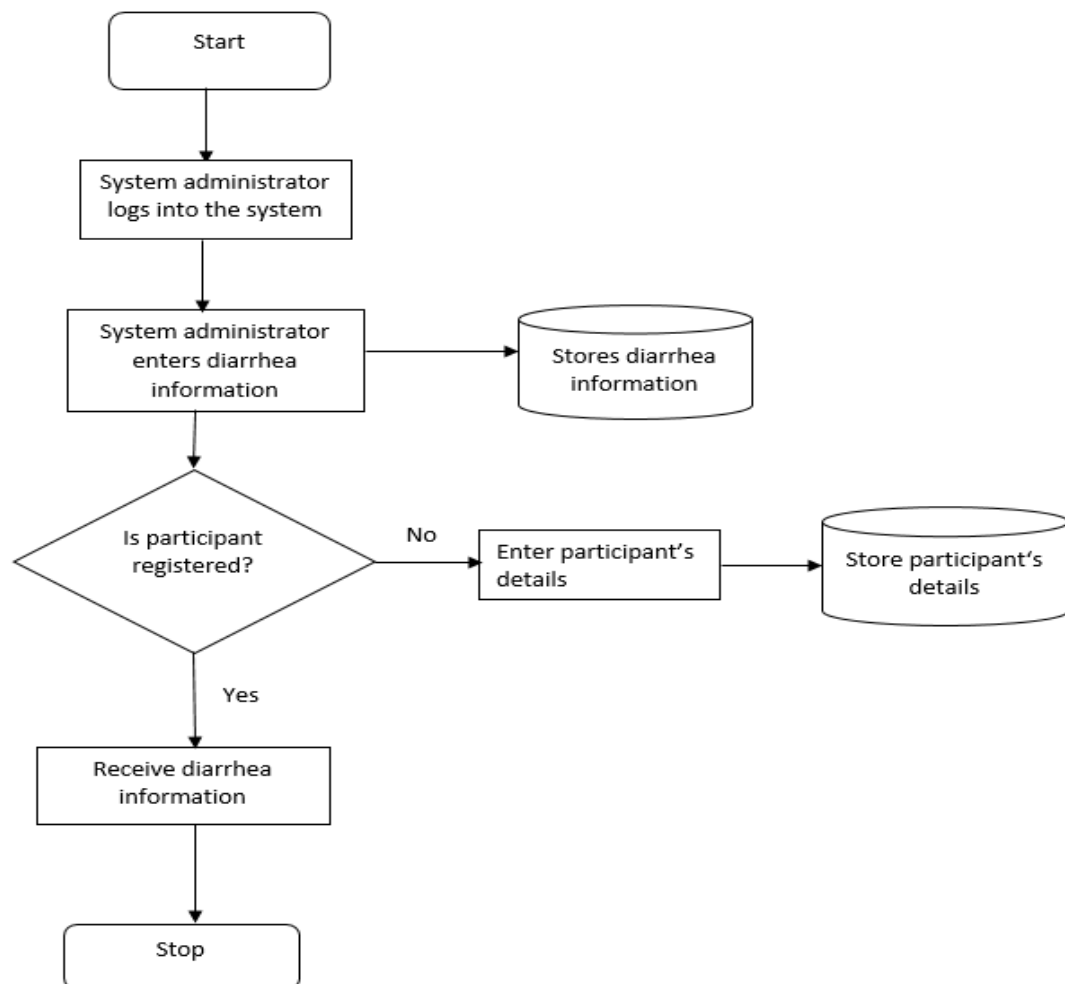 Start
System administrator
logs into the system
System administrator
enters diarrhea
information
Stores diarrhea
information
Is participant
registered?
No
Enter participant’s
details
Store participant‘s
details
Yes
Receive diarrhea
information
Stop